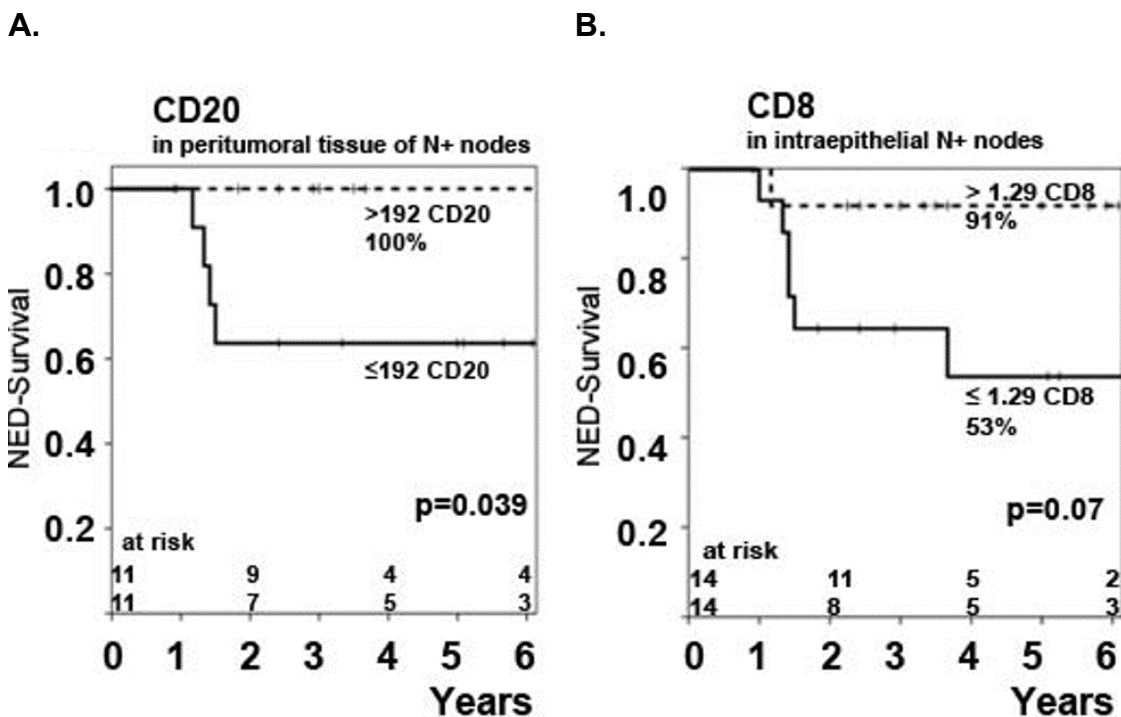 A.
CD20
in peritumoral tissue of N+ nodes
NED-Survival
1.0
0.8
0.6
0.4
0.2
>192 CD20
100%
≤192 CD20
p=0.039
at risk
11 9 4 4
11 7 5 3
0 1 2 3 4 5 6
Years
B.
CD8
in intraepithelial N+ nodes
NED-Survival
1.0
0.8
0.6
0.4
0.2
> 1.29 CD8
91%
≤ 1.29 CD8
53%
p=0.07
at risk
14 11 5 2
14 8 5 3
0 1 2 3 4 5 6
Years